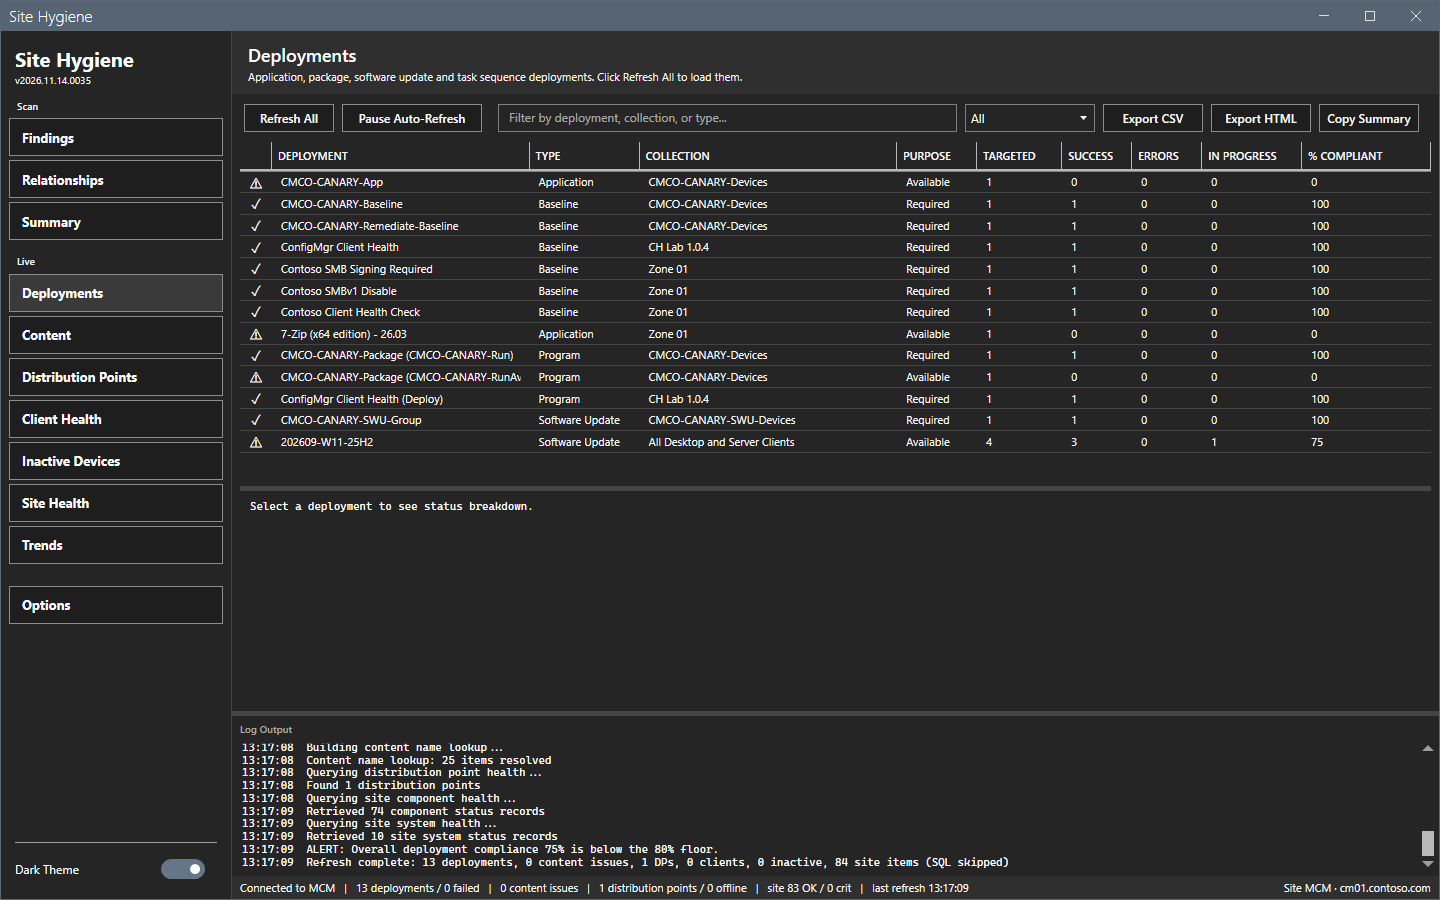 Site Hygiene
Site Hygiene
v2026.11.14.0035
Scan
Findings
Relationships
Summary
Live
Deployments
Content
Distribution Points
Client Health
Inactive Devices
Site Health
Trends
Options
Dark Theme
Deployments
Application, package, software update and task sequence deployments. Click Refresh All to load them.
Refresh All Pause Auto-Refresh Filter by deployment, collection, or type... All Export CSV Export HTML Copy Summary
DEPLOYMENT TYPE COLLECTION PURPOSE TARGETED SUCCESS ERRORS IN PROGRESS % COMPLIANT
CMCO-CANARY-App Application CMCO-CANARY-Devices Available 1 0 0 0 0
CMCO-CANARY-Baseline Baseline CMCO-CANARY-Devices Required 1 1 0 0 100
CMCO-CANARY-Remediate-Baseline Baseline CMCO-CANARY-Devices Required 1 1 0 0 100
ConfigMgr Client Health Baseline CH Lab 1.0.4 Required 1 1 0 0 100
Contoso SMB Signing Required Baseline Zone 01 Required 1 1 0 0 100
Contoso SMBv1 Disable Baseline Zone 01 Required 1 1 0 0 100
Contoso Client Health Check Baseline Zone 01 Required 1 1 0 0 100
7-Zip (x64 edition) - 26.03 Application Zone 01 Available 1 0 0 0 0
CMCO-CANARY-Package (CMCO-CANARY-Run) Program CMCO-CANARY-Devices Required 1 1 0 0 100
CMCO-CANARY-Package (CMCO-CANARY-RunAv Program CMCO-CANARY-Devices Available 1 0 0 0 0
ConfigMgr Client Health (Deploy) Program CH Lab 1.0.4 Required 1 1 0 0 100
CMCO-CANARY-SWU-Group Software Update CMCO-CANARY-SWU-Devices Required 1 1 0 0 100
202609-W11-25H2 Software Update All Desktop and Server Clients Available 4 3 0 1 75
Select a deployment to see status breakdown.
Log Output
13:17:08 Building content name lookup...
13:17:08 Content name lookup: 25 items resolved
13:17:08 Querying distribution point health...
13:17:08 Found 1 distribution points
13:17:08 Querying site component health...
13:17:09 Retrieved 74 component status records
13:17:09 Querying site system health...
13:17:09 Retrieved 10 site system status records
13:17:09 ALERT: Overall deployment compliance 75% is below the 80% floor.
13:17:09 Refresh complete: 13 deployments, 0 content issues, 1 DPs, 0 clients, 0 inactive, 84 site items (SQL skipped)
Connected to MCM | 13 deployments / 0 failed | 0 content issues | 1 distribution points / 0 offline | site 83 OK / 0 crit | last refresh 13:17:09 Site MCM · cm01.contoso.com